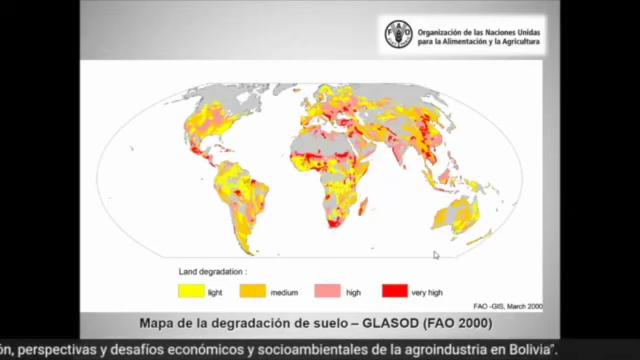 FAO
Organización de las Naciones Unidas
para la Alimentación y la Agricultura
Land degradation :
light
medium
high
very high
FAO -GIS, March 2000
Mapa de la degradación de suelo – GLASOD (FAO 2000)
ón, perspectivas y desafíos económicos y socioambientales de la agroindustria en Bolivia".